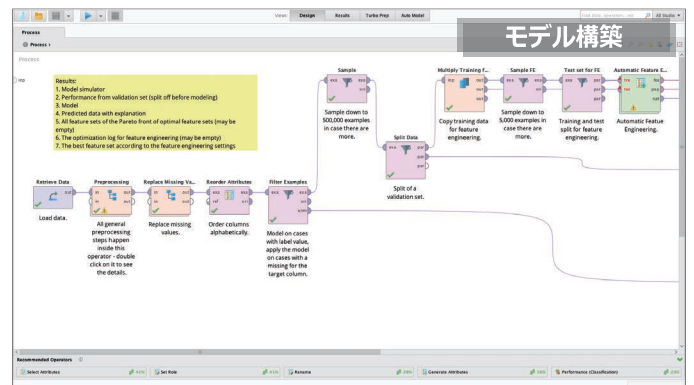 Views:
Design
Results
Turbo Prep
Auto Model
All Studio
モデル構築
Process
Process
Process
inp
Results:
1. Model simulator
2. Performance from validation set (split off before modeling)
3. Model
4. Predicted data with explanation
5. All feature sets of the Pareto front of optimal feature sets (may be
empty)
6. The optimization log for feature engineering (may be empty)
7. The best feature set according to the feature engineering settings
Sample
Sample down to
500,000 examples
in case there are
more.
Multiply Training f...
Copy training data
for feature
engineering.
Sample FE
Sample down to
5,000 examples in
case there are
more.
Test set for FE
Training and test
split for feature
engineering.
Automatic Feature E...
Automatic Featue
Engineering.
Split Data
Split of a
validation set.
Retrieve Data
Load data.
Preprocessing
All general
preprocessing
steps happen
inside this
operator - double
click on it to see
the details.
Replace Missing Va...
Replace missing
values.
Reorder Attributes
Order columns
alphabetically.
Filter Examples
Model on cases
with label value,
apply the model
on cases with a
missing for the
target column.
Recommended Operators
Select Attributes
Set Role
Rename
Generate Attributes
Performance (Classification)